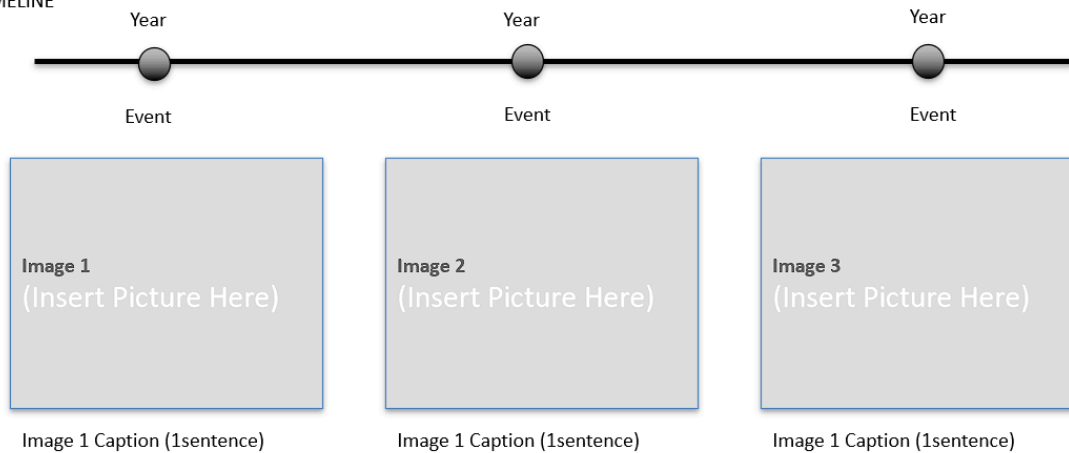 Year Year Year
Event Event Event
Image 1 Image 2 Image 3
(Insert Picture Here) (Insert Picture Here) (Insert Picture Here)
Image 1 Caption (1sentence) Image 1 Caption (1sentence) Image 1 Caption (1sentence)